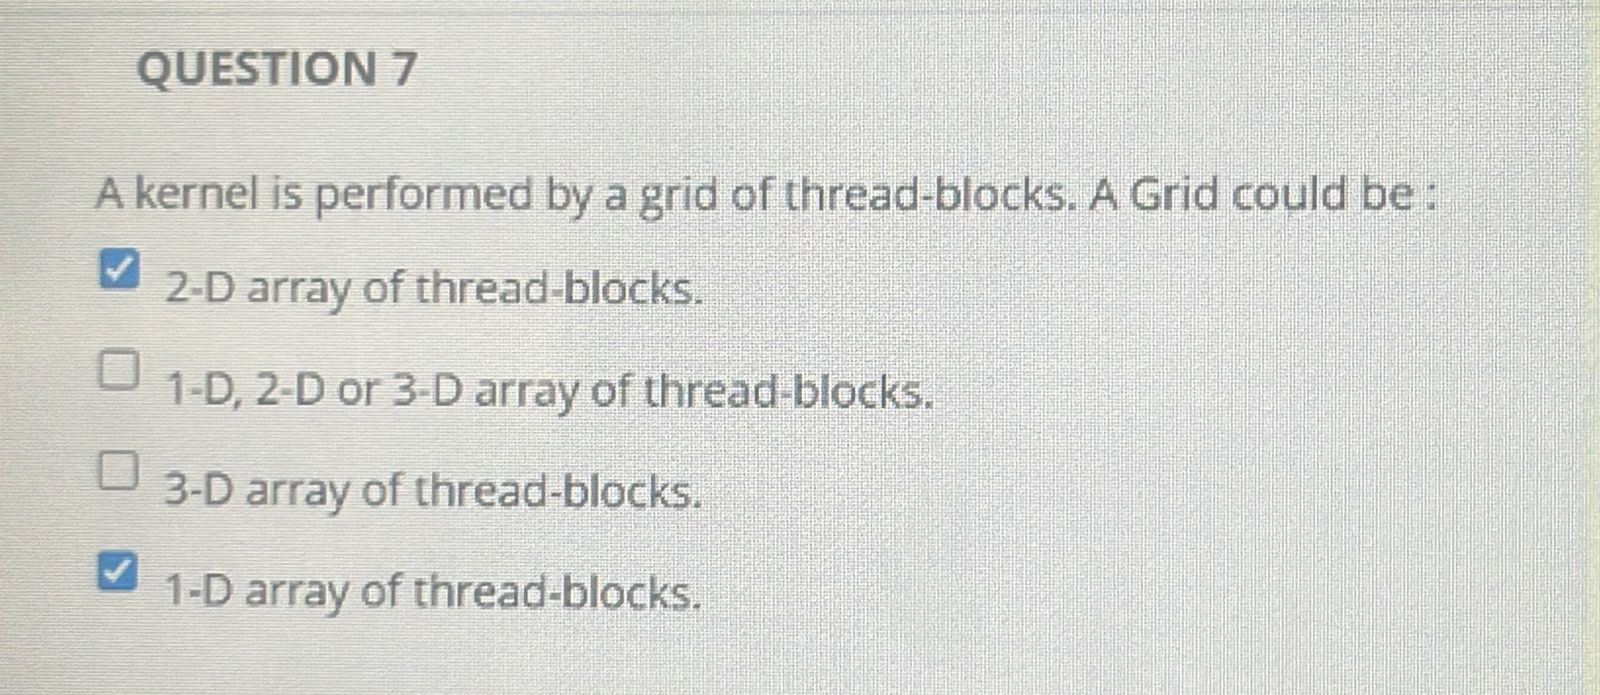 QUESTION 7
A kernel is performed by a grid of thread-blocks. A Grid could be :
2-D array of thread-blocks.
1-D, 2-D or 3-D array of thread-blocks.
3-D array of thread-blocks.
1-D array of thread-blocks.